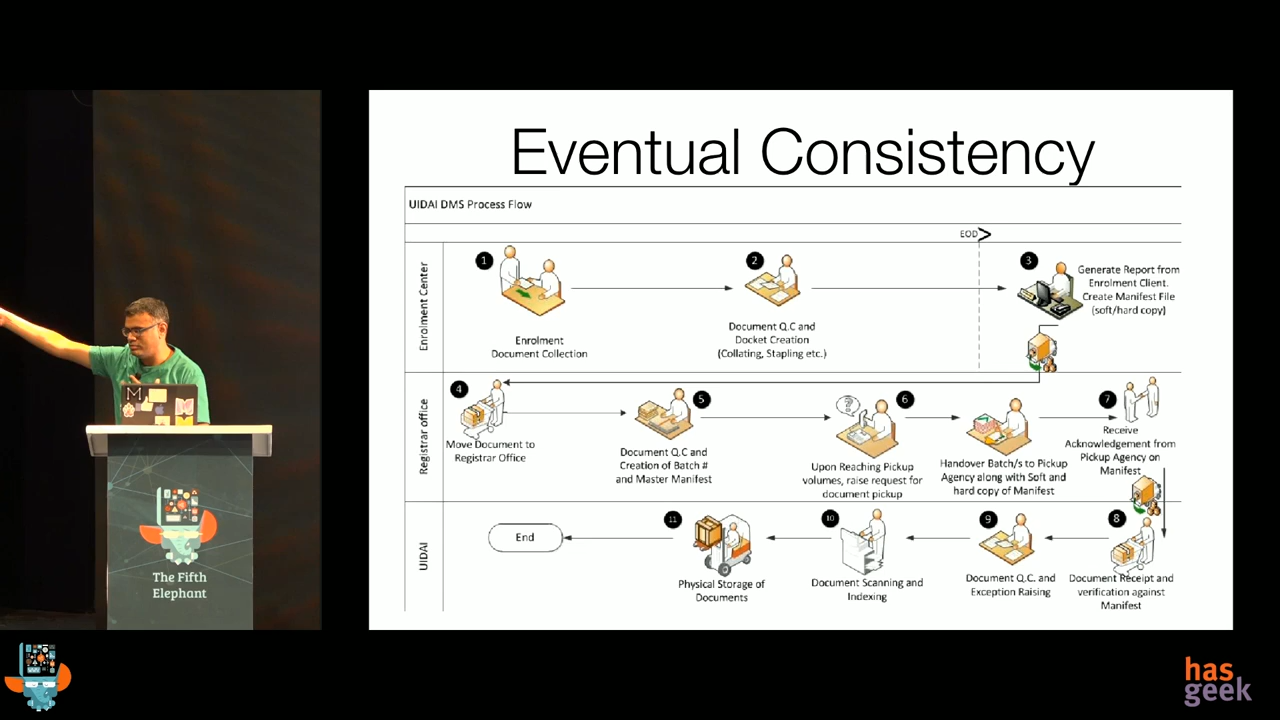 Eventual Consistency
UIDAI DMS Process Flow
EOD
Enrolment Center
1
2
3
Enrolment
Document Collection
Document Q.C and
Docket Creation
(Collating, Stapling etc.)
Generate Report from
Enrolment Client.
Create Manifest File
(soft/hard copy)
Registrar office
4
5
6
7
Move Document to
Registrar Office
Document Q.C and
Creation of Batch #
and Master Manifest
?
Upon Reaching Pickup
volumes, raise request for
document pickup
Handover Batch/s to Pickup
Agency along with Soft and
hard copy of Manifest
Receive
Acknowledgement from
Pickup Agency on
Manifest
UIDAI
End
11
10
9
8
Physical Storage of
Documents
Document Scanning and
Indexing
Document Q.C. and
Exception Raising
Document Receipt and
verification against
Manifest
M
The Fifth
Elephant
has
geek